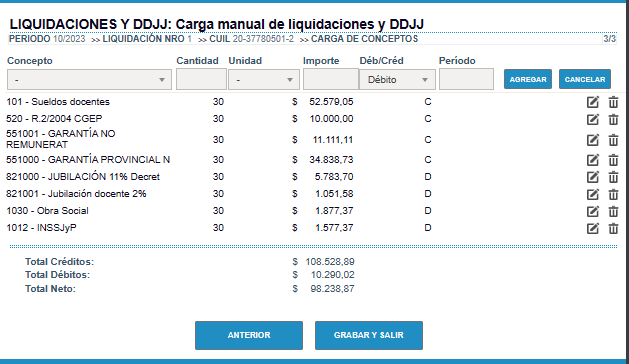 LIQUIDACIONES Y DDJJ: Carga manual de liquidaciones y DDJJ
PERIODO 10/2023 >> LIQUIDACIÓN NRO 1 >> CUIL 20-37780501-2 >> CARGA DE CONCEPTOS 3/3
Concepto Cantidad Unidad Importe Déb/Créd Período
- - Débito AGREGAR CANCELAR
101 - Sueldos docentes 30 $ 52.579,05 C
520 - R.2/2004 CGEP 30 $ 10.000,00 C
551001 - GARANTÍA NO
REMUNERAT 30 $ 11.111,11 C
551000 - GARANTÍA PROVINCIAL N 30 $ 34.838,73 C
821000 - JUBILACIÓN 11% Decret 30 $ 5.783,70 D
821001 - Jubilación docente 2% 30 $ 1.051,58 D
1030 - Obra Social 30 $ 1.877,37 D
1012 - INSSJyP 30 $ 1.577,37 D
Total Créditos: $ 108.528,89
Total Débitos: $ 10.290,02
Total Neto: $ 98.238,87
ANTERIOR GRABAR Y SALIR